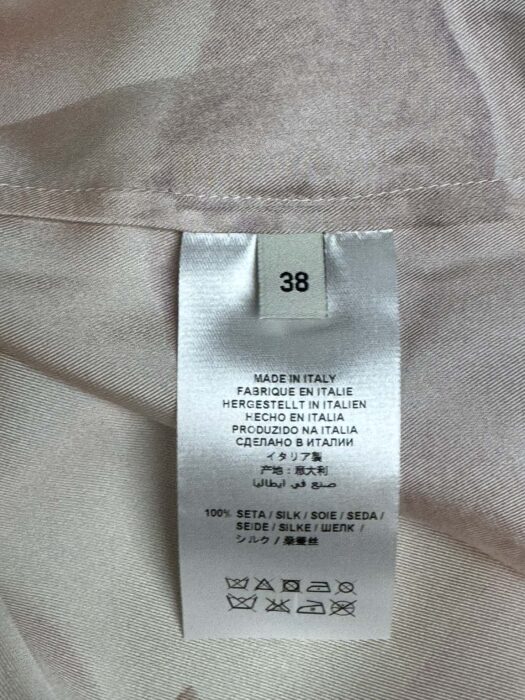 38
MADE IN ITALY
FABRIQUE EN ITALIE
HERGESTELLT IN ITALIEN
HECHO EN ITALIA
PRODUZIDO NA ITALIA
СДЕЛАНО В ИТАЛИИ
イタリア製
产地：意大利
صنع في ايطاليا
100% SETA / SILK / SOIE / SEDA /
SEIDE / SILKE / ШЕЛК /
シルク / 桑蚕丝